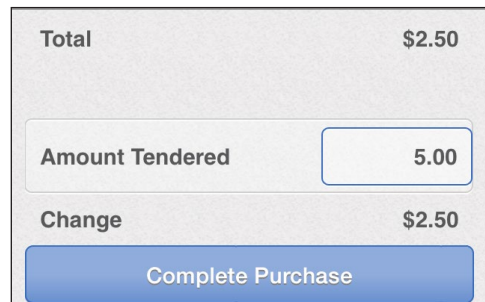 Total $2.50
Amount Tendered 5.00
Change $2.50
Complete Purchase